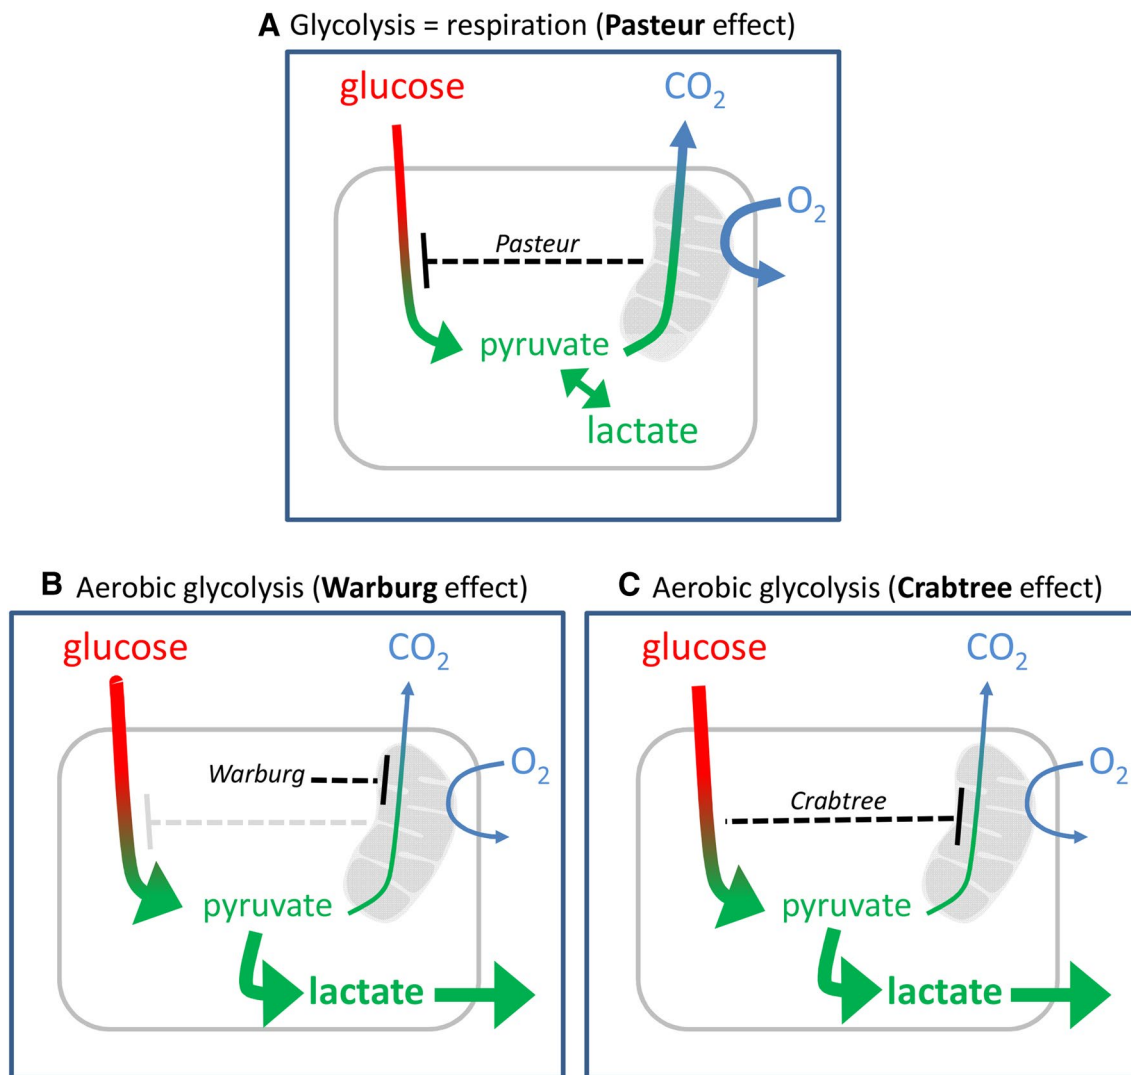 A Glycolysis = respiration (Pasteur effect)
glucose
CO₂
O₂
Pasteur
pyruvate
lactate
B Aerobic glycolysis (Warburg effect)
glucose
CO₂
Warburg
O₂
pyruvate
lactate
C Aerobic glycolysis (Crabtree effect)
glucose
CO₂
O₂
Crabtree
pyruvate
lactate